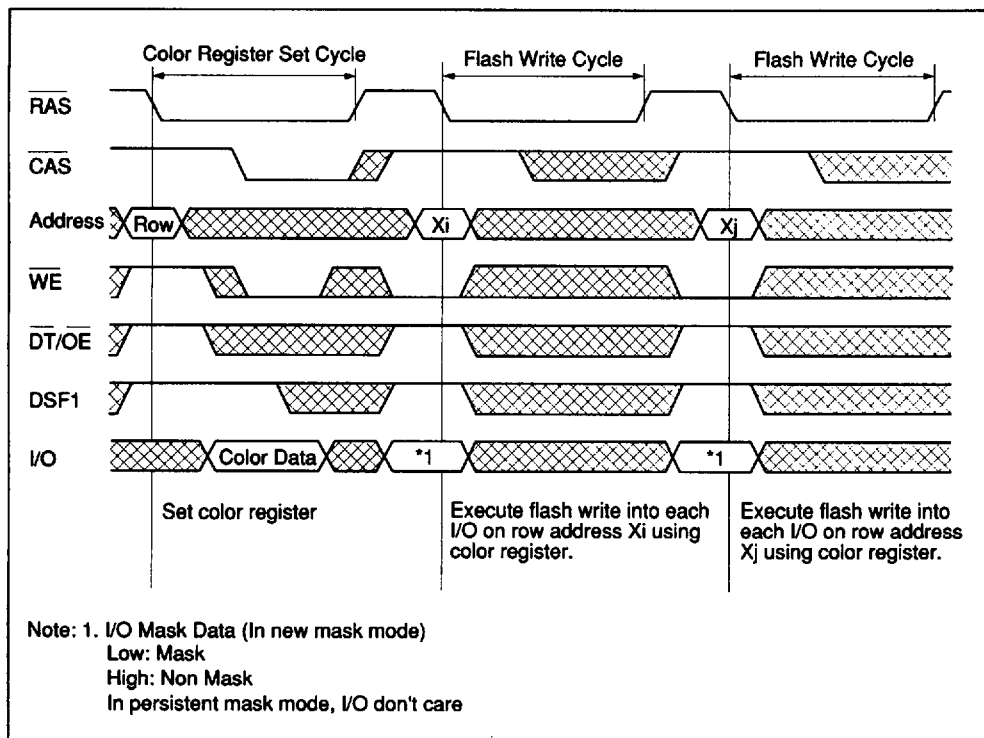 Color Register Set Cycle Flash Write Cycle Flash Write Cycle
RAS
CAS
Address Row Xi Xj
WE
DT/OE
DSF1
I/O Color Data *1 *1
Set color register
Execute flash write into each
I/O on row address Xi using
color register.
Execute flash write into
each I/O on row address
Xj using color register.
Note: 1. I/O Mask Data (In new mask mode)
Low: Mask
High: Non Mask
In persistent mask mode, I/O don't care